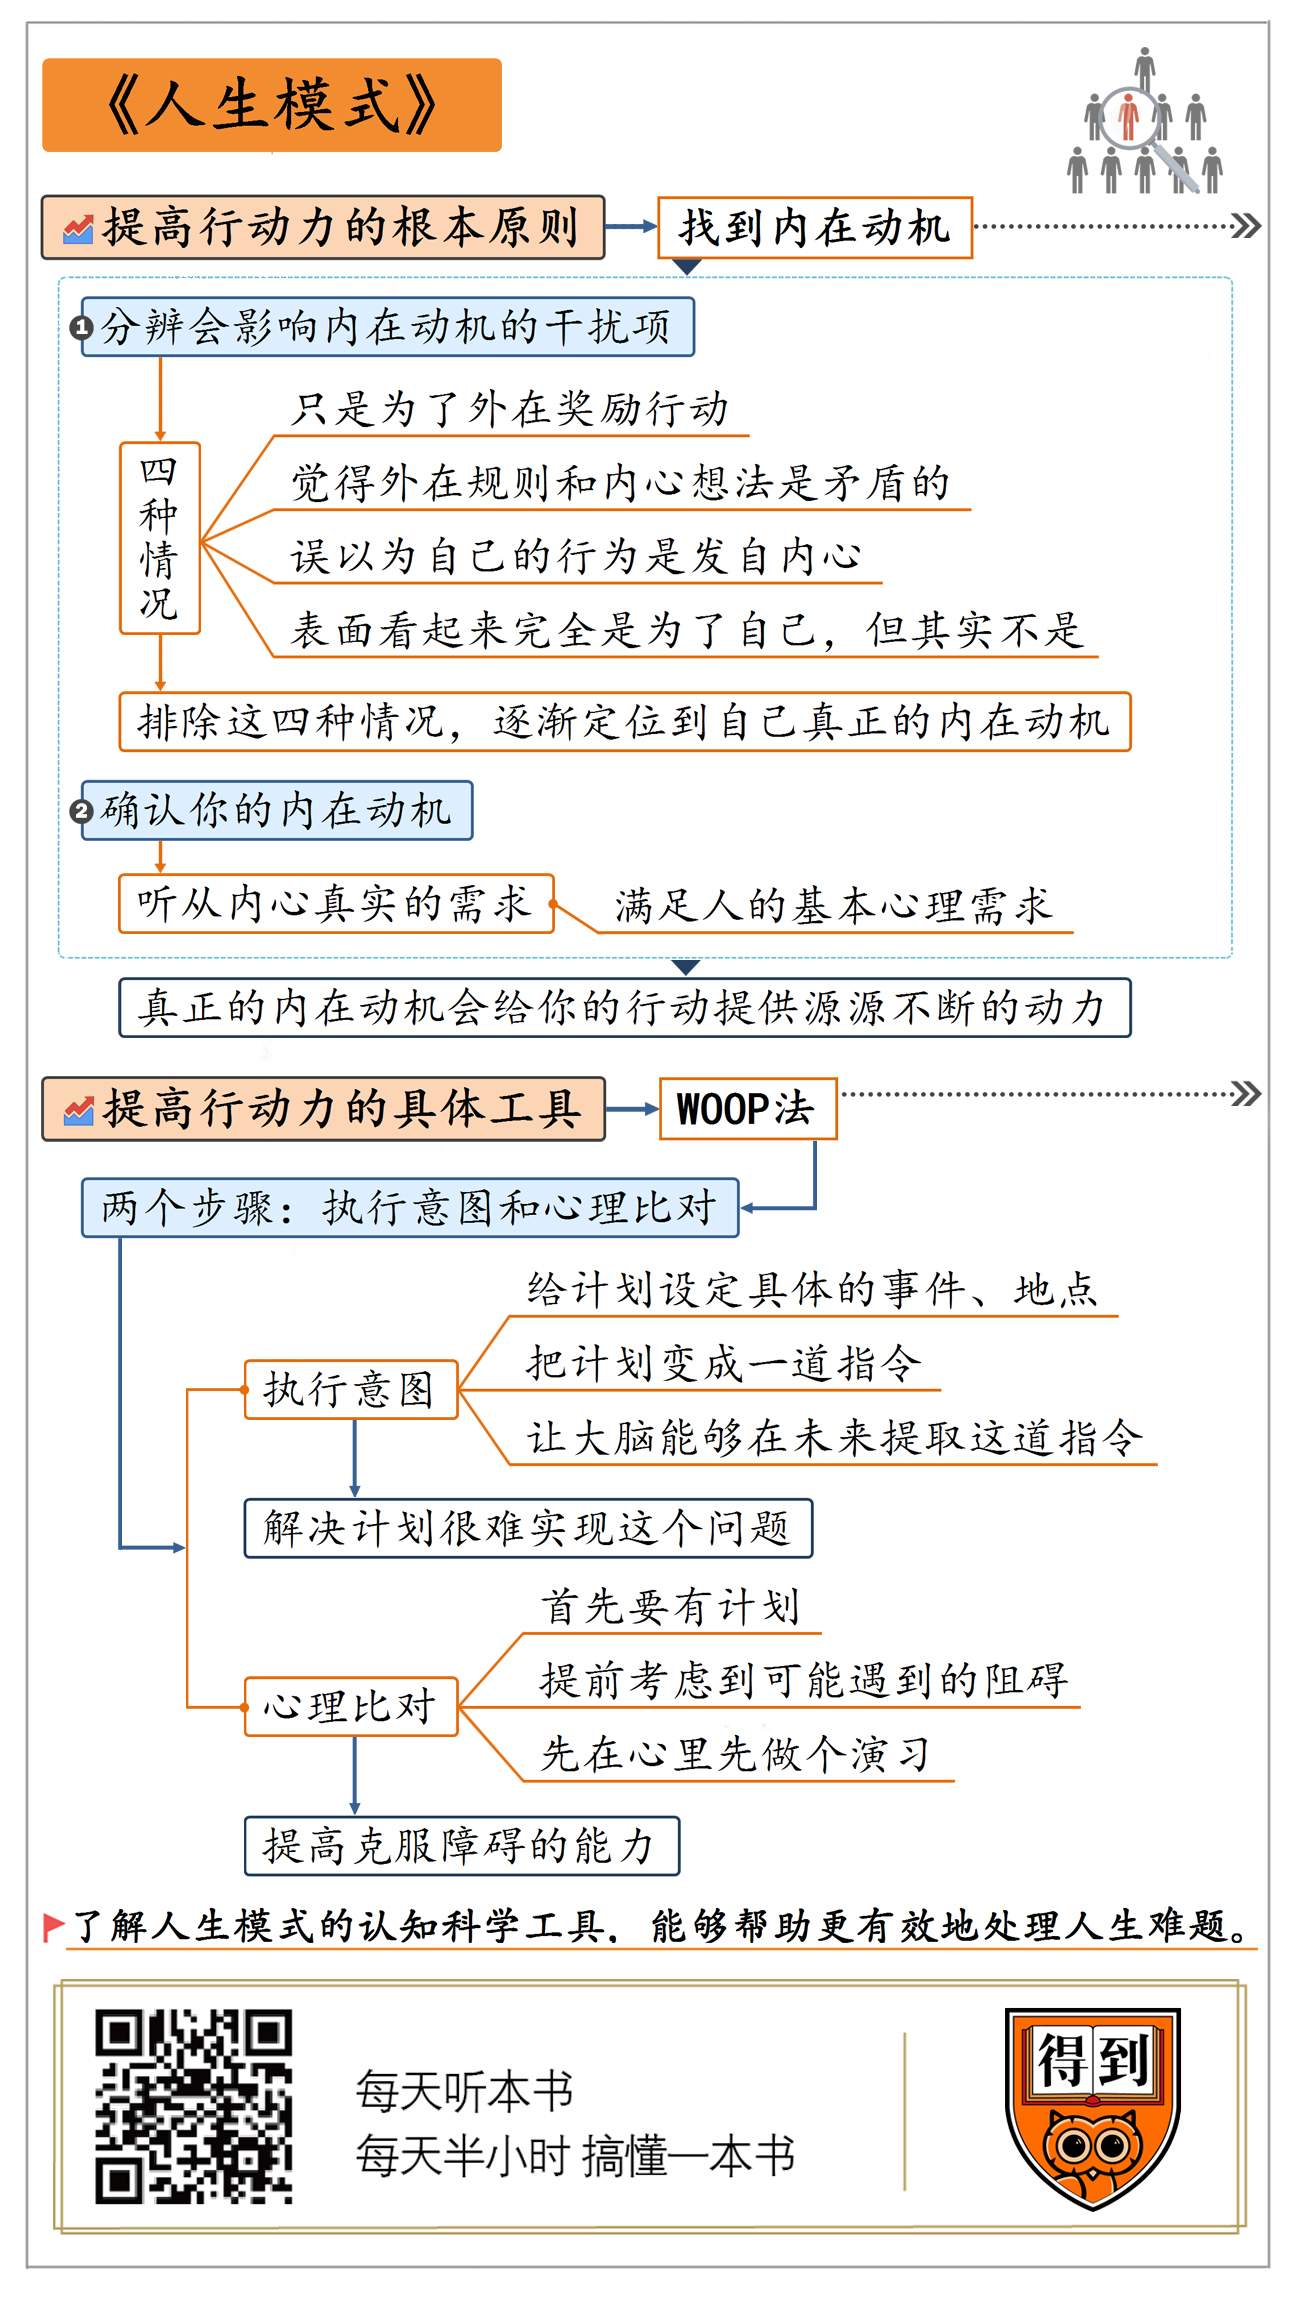 《人生模式》
提高行动力的根本原则
找到内在动机
1 分辨会影响内在动机的干扰项
四种情况
只是为了外在奖励行动
觉得外在规则和内心想法是矛盾的
误以为自己的行为是发自内心
表面看起来完全是为了自己，但其实不是
排除这四种情况，逐渐定位到自己真正的内在动机
2 确认你的内在动机
听从内心真实的需求
满足人的基本心理需求
真正的内在动机会给你的行动提供源源不断的动力
提高行动力的具体工具
WOOP法
两个步骤：执行意图和心理比对
执行意图
给计划设定具体的事件、地点
把计划变成一道指令
让大脑能够在未来提取这道指令
解决计划很难实现这个问题
心理比对
首先要有计划
提前考虑到可能遇到的阻碍
先在心里先做个演习
提高克服障碍的能力
了解人生模式的认知科学工具，能够帮助更有效地处理人生难题。
每天听本书
每天半小时 搞懂一本书
得到